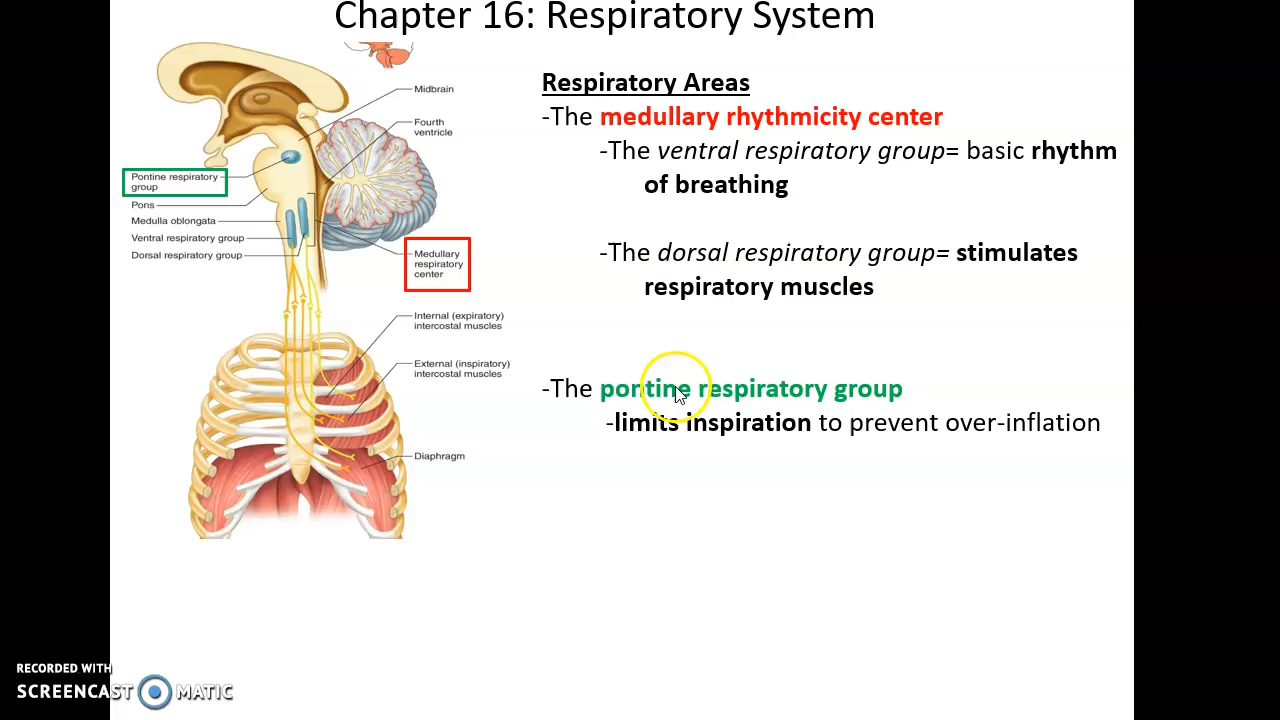 Chapter 16: Respiratory System
Midbrain
Fourth
ventricle
Pontine respiratory
group
Pons
Medulla oblongata
Ventral respiratory group
Dorsal respiratory group
Medullary
respiratory
center
Internal (expiratory)
intercostal muscles
External (inspiratory)
intercostal muscles
Diaphragm
Respiratory Areas
-The medullary rhythmicity center
-The ventral respiratory group= basic rhythm
of breathing
-The dorsal respiratory group= stimulates
respiratory muscles
-The pontine respiratory group
-limits inspiration to prevent over-inflation
RECORDED WITH
SCREENCAST MATIC